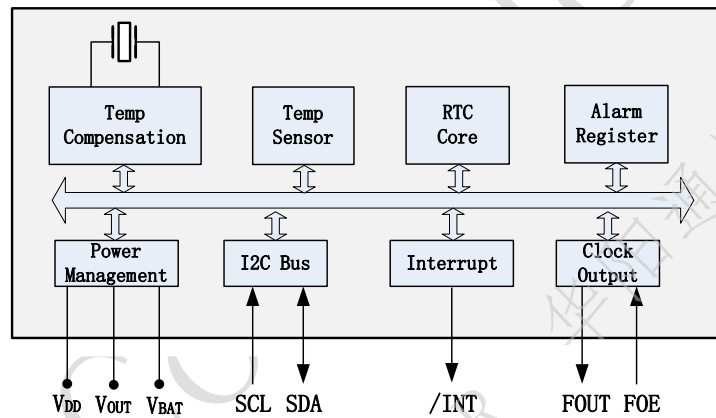 Temp
Compensation
Temp
Sensor
RTC
Core
Alarm
Register
Power
Management
I2C Bus
Interrupt
Clock
Output
VDD VOUT VBAT SCL SDA /INT FOUT FOE